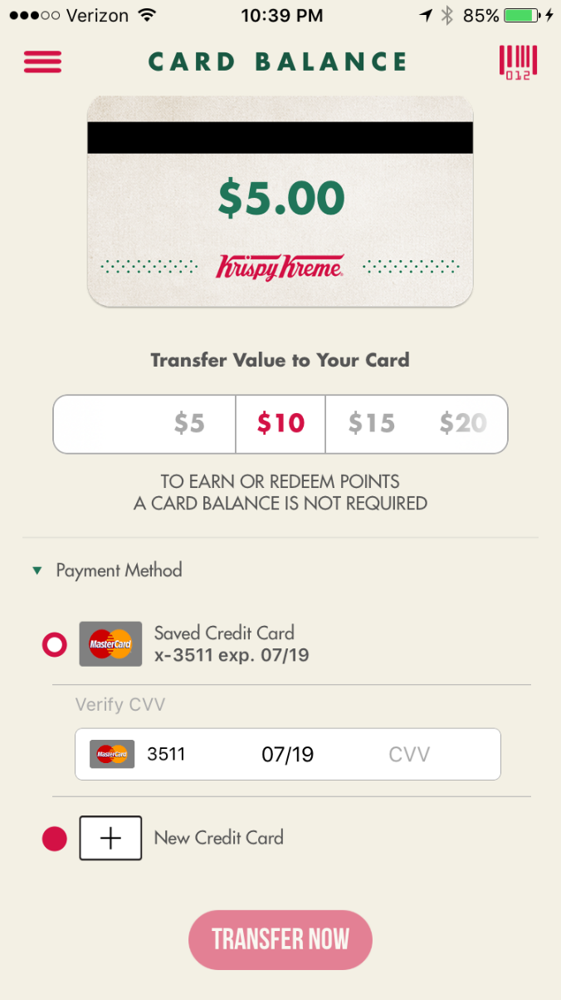 Verizon 10:39 PM 85%
CARD BALANCE
012
$5.00
Krispy Kreme
Transfer Value to Your Card
$5 $10 $15 $20
TO EARN OR REDEEM POINTS
A CARD BALANCE IS NOT REQUIRED
Payment Method
MasterCard
Saved Credit Card
x-3511 exp. 07/19
Verify CVV
MasterCard 3511 07/19 CVV
+ New Credit Card
TRANSFER NOW